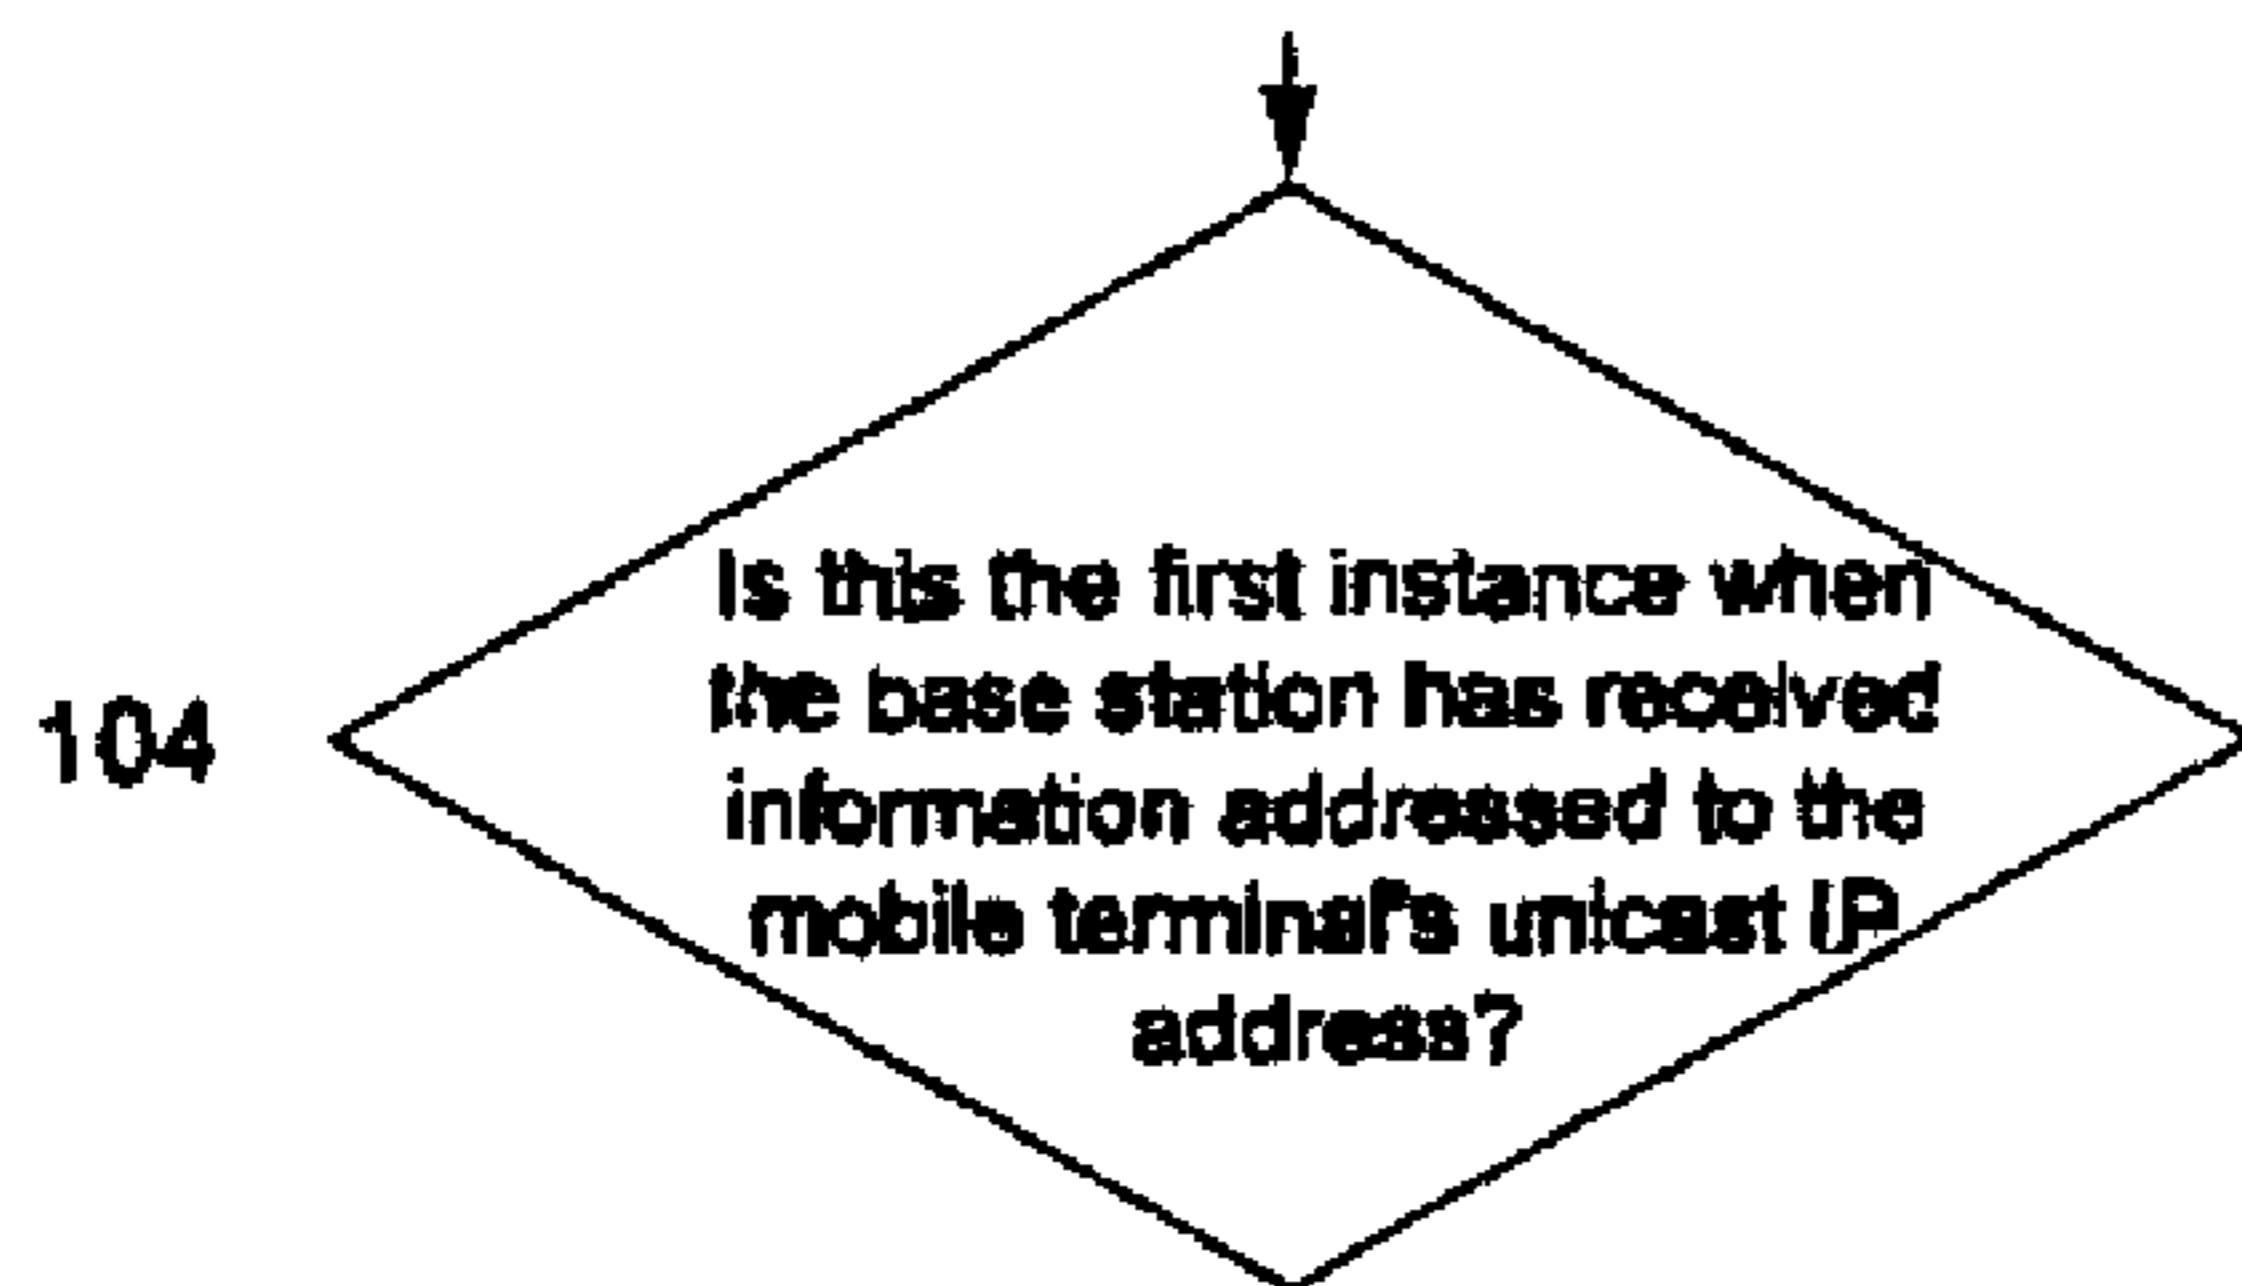 Is this the first instance when
the base station has received
104
information addressed to the
mobile terminal's unicast IP
address?